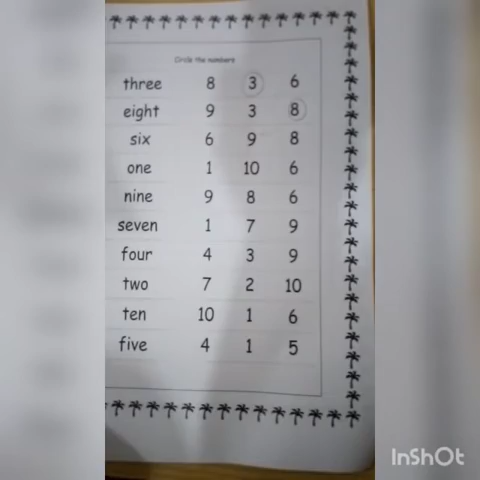 Circle the numbers
three 8 3 6
eight 9 3 8
six 6 9 8
one 1 10 6
nine 9 8 6
seven 1 7 9
four 4 3 9
two 7 2 10
ten 10 1 6
five 4 1 5
InShOt